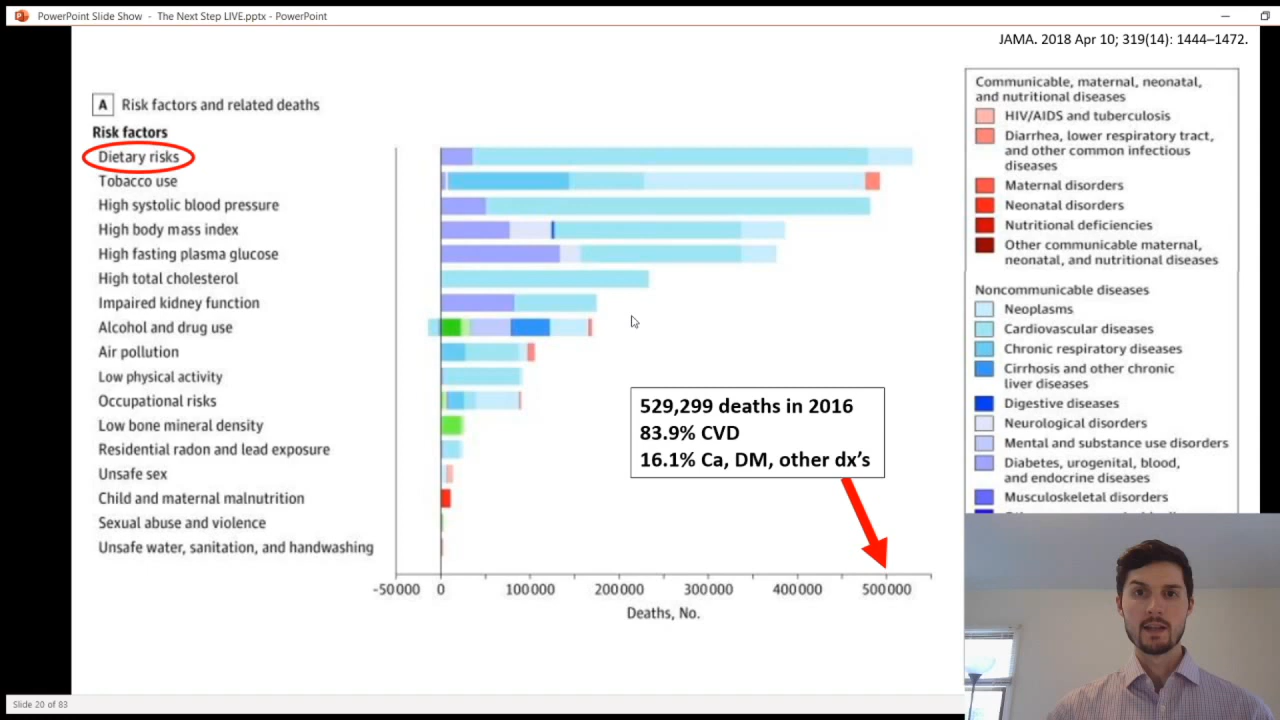 PowerPoint Slide Show - The Next Step LIVE.pptx - PowerPoint
JAMA. 2018 Apr 10; 319(14): 1444–1472.
A Risk factors and related deaths
Risk factors
Dietary risks
Tobacco use
High systolic blood pressure
High body mass index
High fasting plasma glucose
High total cholesterol
Impaired kidney function
Alcohol and drug use
Air pollution
Low physical activity
Occupational risks
Low bone mineral density
Residential radon and lead exposure
Unsafe sex
Child and maternal malnutrition
Sexual abuse and violence
Unsafe water, sanitation, and handwashing
-50000 0 100000 200000 300000 400000 500000
Deaths, No.
529,299 deaths in 2016
83.9% CVD
16.1% Ca, DM, other dx's
Communicable, maternal, neonatal,
and nutritional diseases
HIV/AIDS and tuberculosis
Diarrhea, lower respiratory tract,
and other common infectious
diseases
Maternal disorders
Neonatal disorders
Nutritional deficiencies
Other communicable maternal,
neonatal, and nutritional diseases
Noncommunicable diseases
Neoplasms
Cardiovascular diseases
Chronic respiratory diseases
Cirrhosis and other chronic
liver diseases
Digestive diseases
Neurological disorders
Mental and substance use disorders
Diabetes, urogenital, blood,
and endocrine diseases
Musculoskeletal disorders
Slide 20 of 83